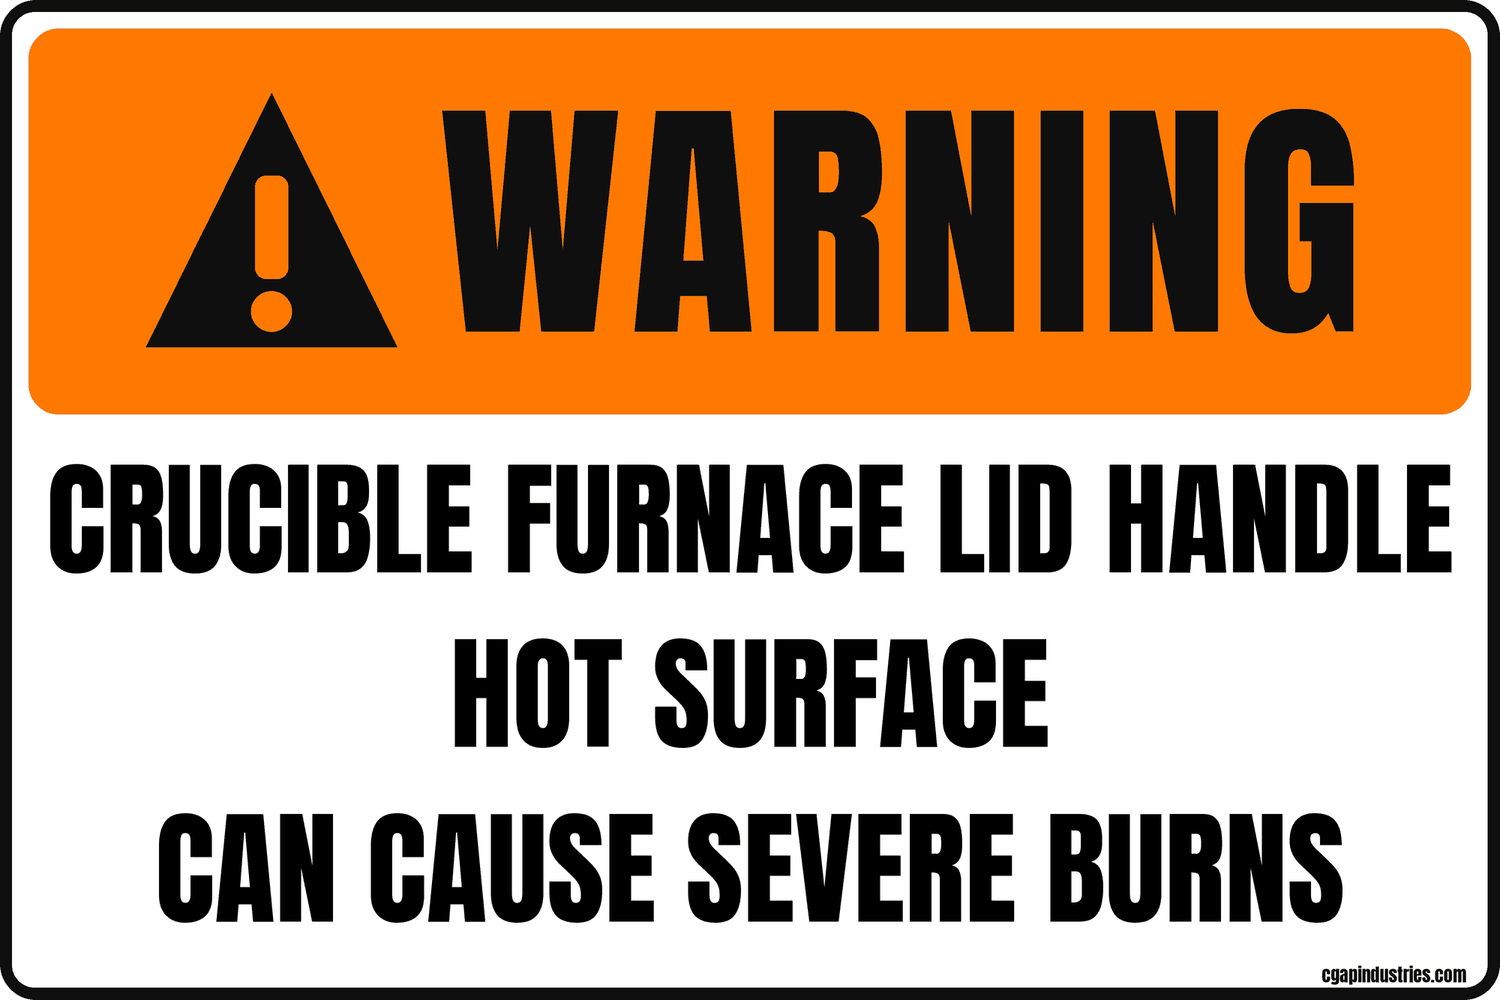 WARNING
CRUCIBLE FURNACE LID HANDLE
HOT SURFACE
CAN CAUSE SEVERE BURNS
cgapindustries.com